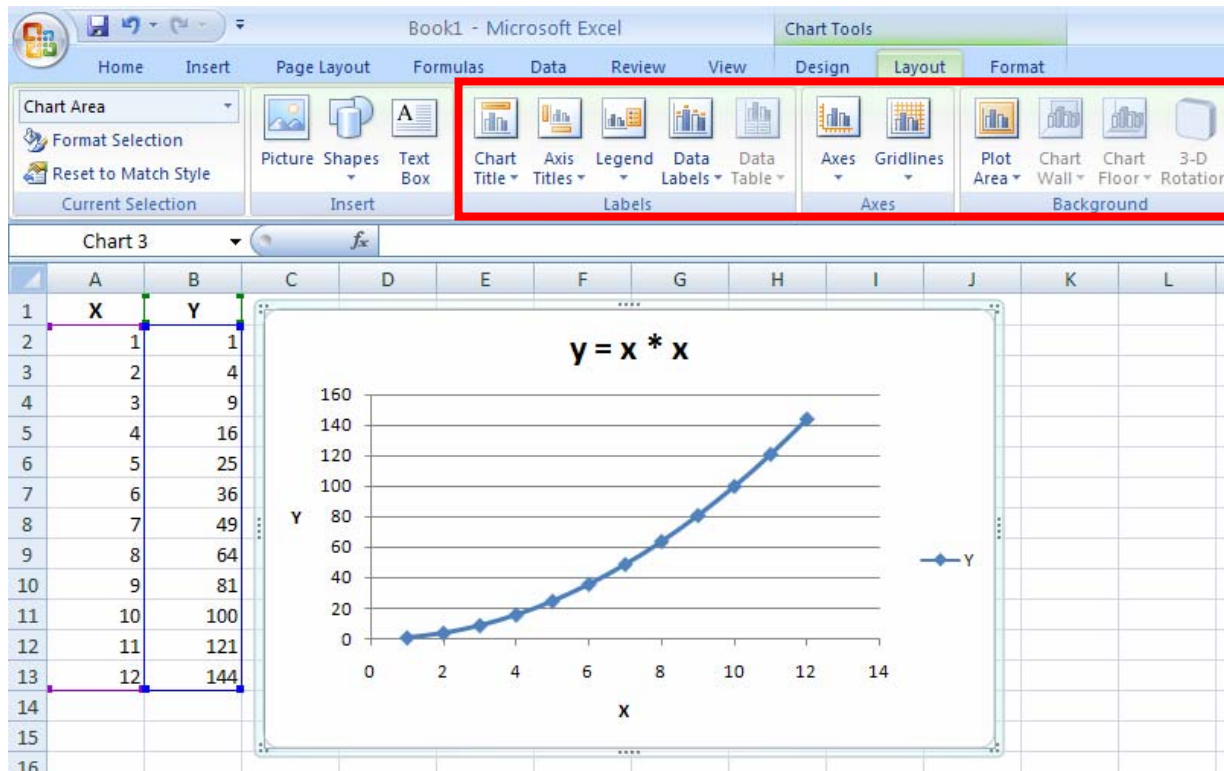 Book1 - Microsoft Excel
Chart Tools
Home Insert Page Layout Formulas Data Review View Design Layout Format
Chart Area
Format Selection
Reset to Match Style
Current Selection
Picture Shapes Text Box
Insert
Chart Title Axis Titles Legend Data Labels Data Table
Labels
Axes Gridlines
Axes
Plot Area Chart Wall Chart Floor 3-D Rotation
Background
Chart 3 fx
A B C D E F G H I J K L
1 X Y
2 1 1
3 2 4
4 3 9
5 4 16
6 5 25
7 6 36
8 7 49
9 8 64
10 9 81
11 10 100
12 11 121
13 12 144
14
15
16
y = x * x
160
140
120
100
80
60
40
20
0
Y
0 2 4 6 8 10 12 14
X
Y